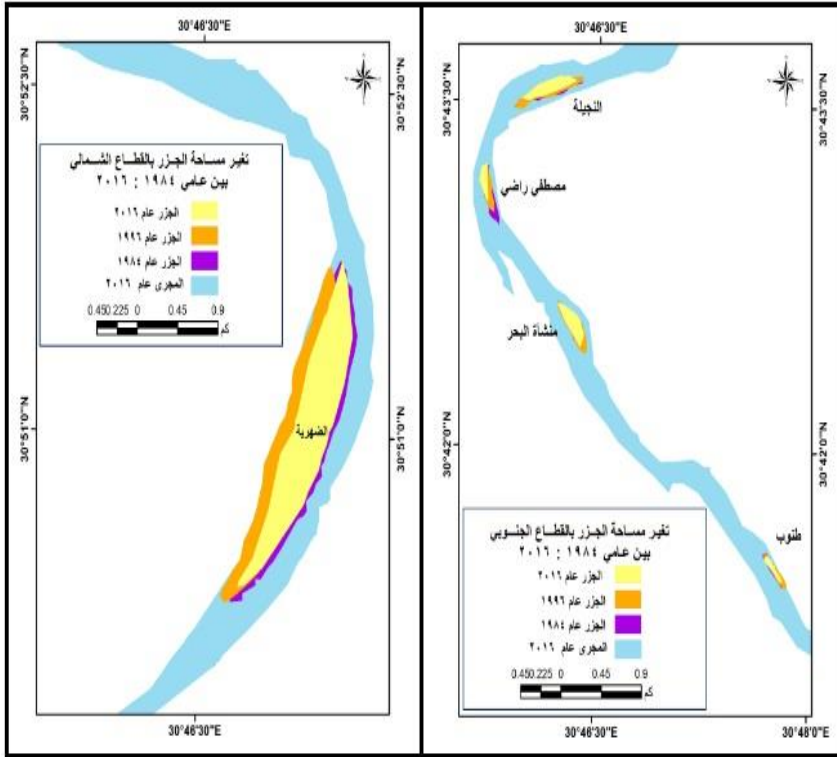 30°46'30"E
30°52'30"N
30°52'30"N
تغير مساحة الجزر بالقطاع الشمالي
بين عامي ١٩٨٤ : ٢٠١٦
الجزر عام ٢٠١٦
الجزر عام ١٩٩٦
الجزر عام ١٩٨٤
المجرى عام ٢٠١٦
0.45 0.225 0 0.45 0.9
كم
الضهرية
30°51'0"N
30°51'0"N
30°46'30"E
30°46'30"E
30°43'30"N
30°43'30"N
النجيلة
مصطفي راضي
منشأة البحر
30°42'0"N
30°42'0"N
طنوب
تغير مساحة الجزر بالقطاع الجنوبي
بين عامي ١٩٨٤ : ٢٠١٦
الجزر عام ٢٠١٦
الجزر عام ١٩٩٦
الجزر عام ١٩٨٤
المجرى عام ٢٠١٦
0.45 0.225 0 0.45 0.9
كم
30°46'30"E
30°48'0"E